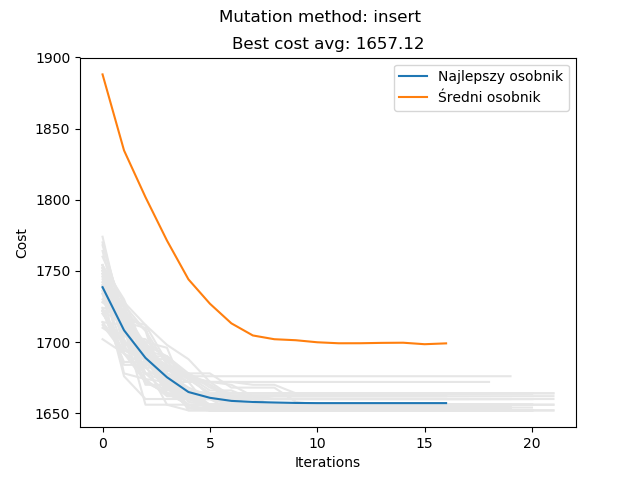 Mutation method: insert
Best cost avg: 1657.12
Najlepszy osobnik
Średni osobnik
1900
1850
1800
1750
1700
1650
Cost
0 5 10 15 20
Iterations